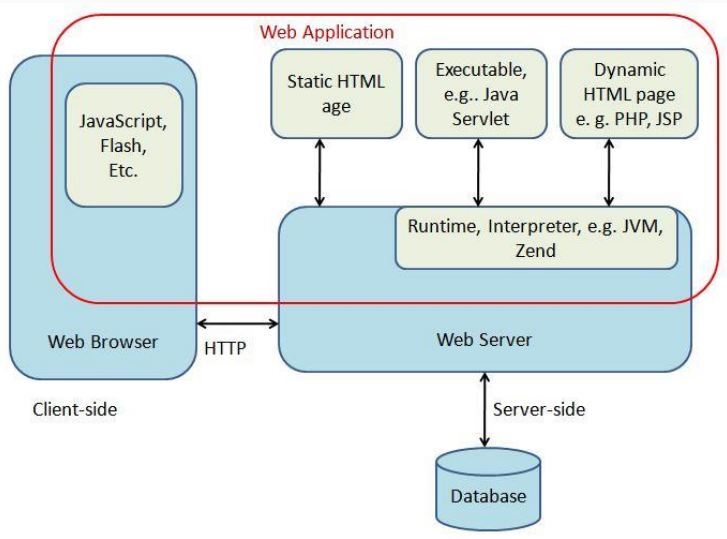 Web Application
Static HTML
age
Executable,
e.g.. Java
Servlet
Dynamic
HTML page
e. g. PHP, JSP
JavaScript,
Flash,
Etc.
Runtime, Interpreter, e.g. JVM,
Zend
Web Browser
HTTP
Web Server
Client-side
Server-side
Database